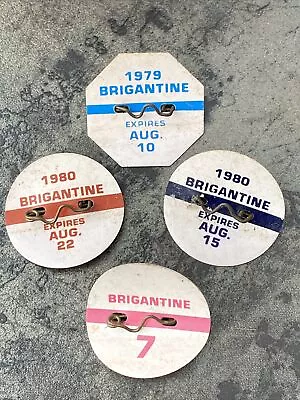 1979
BRIGANTINE
EXPIRES
AUG.
10
1980
BRIGANTINE
EXPIRES
AUG.
22
1980
BRIGANTINE
EXPIRES
AUG.
15
BRIGANTINE
7